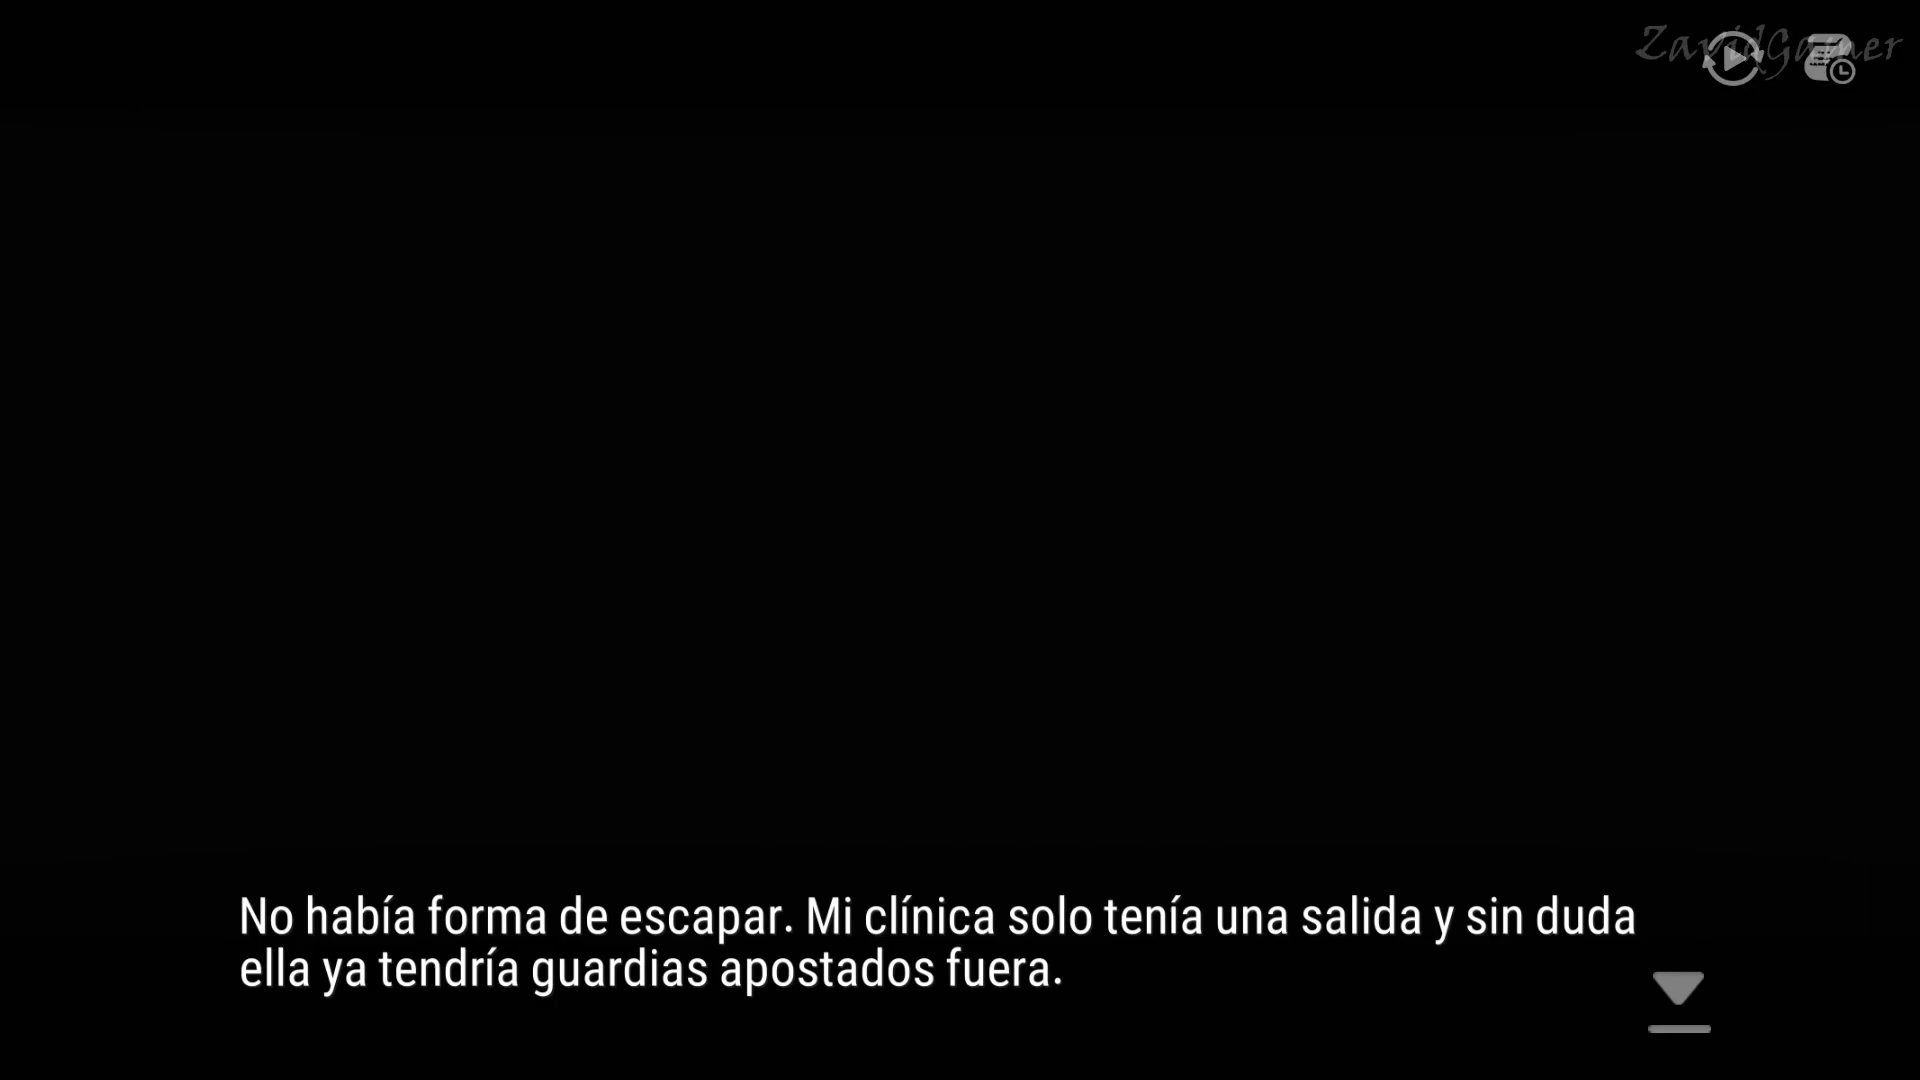 ZavidGamer
No había forma de escapar. Mi clínica solo tenía una salida y sin duda
ella ya tendría guardias apostados fuera.